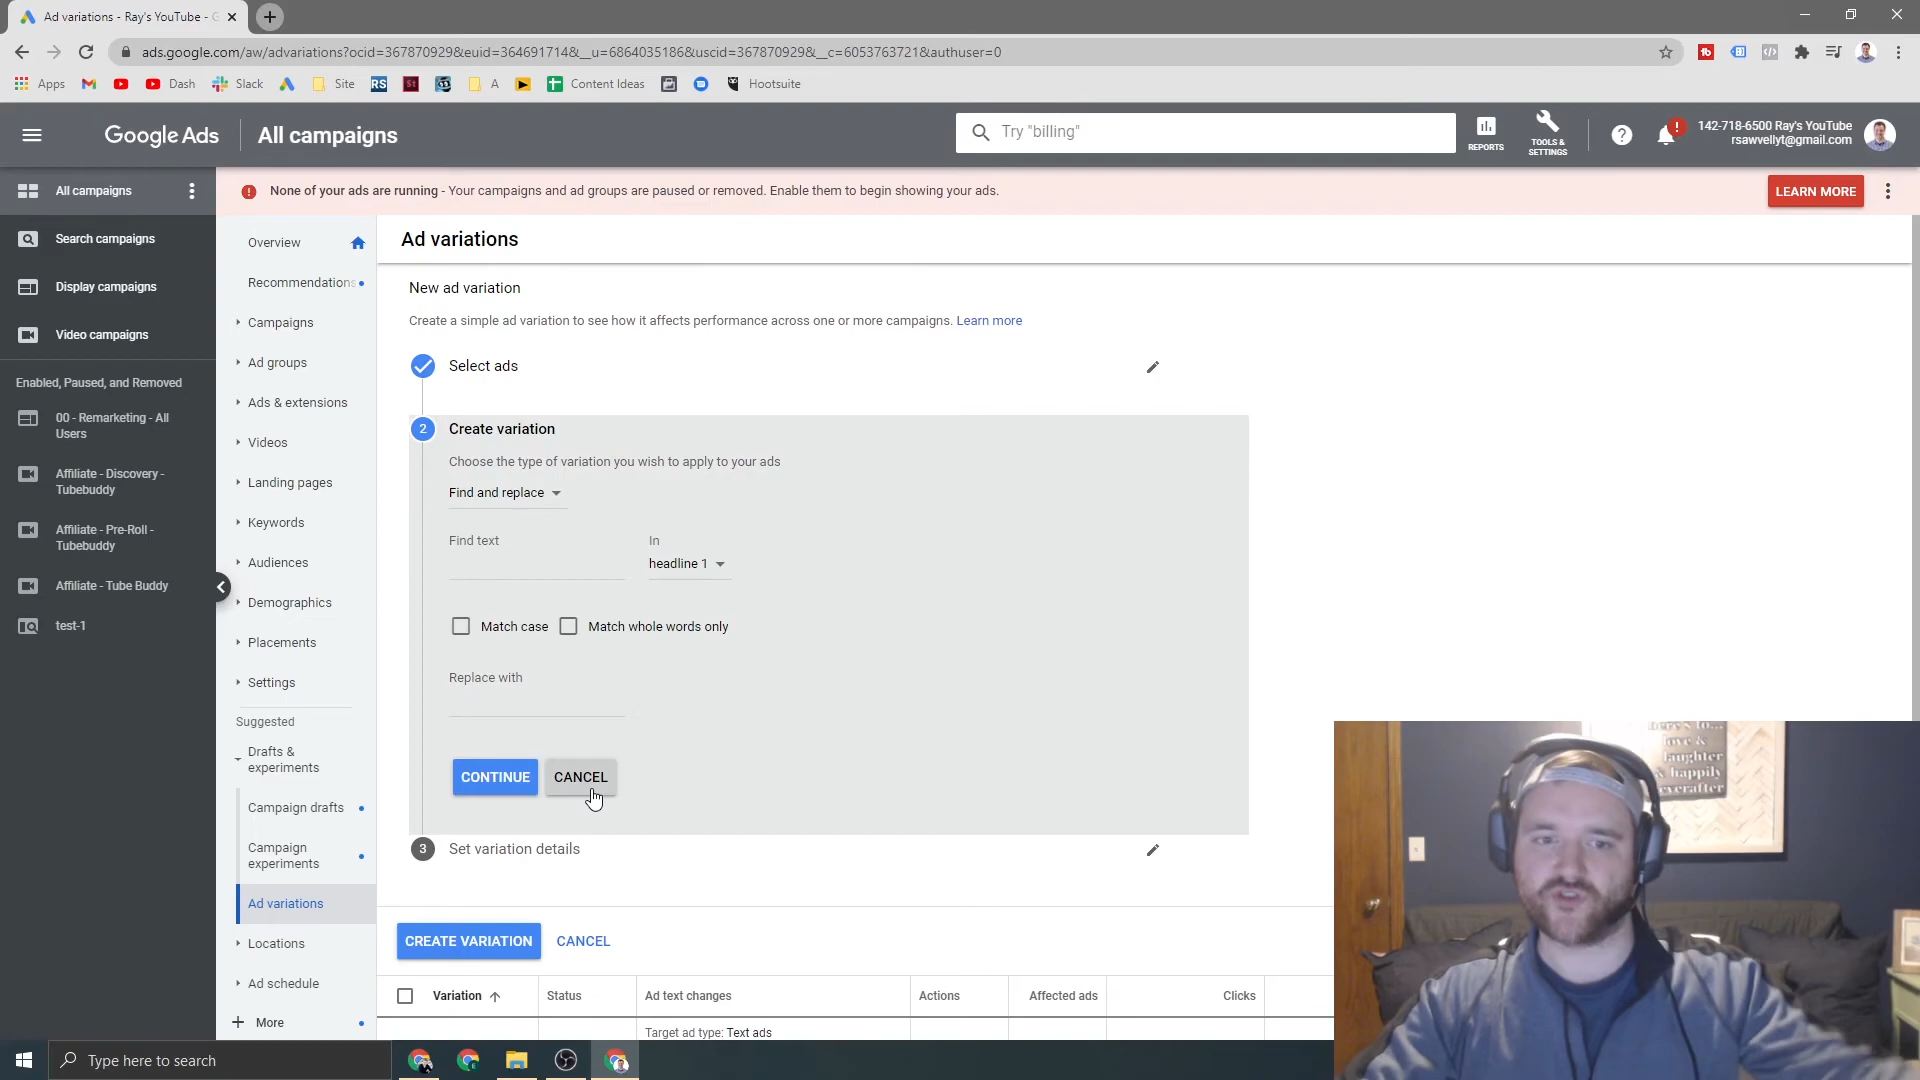 Ad variations - Ray's YouTube - G
ads.google.com/aw/advariations?ocid=367870929&euid=364691714&__u=6864035186&uscid=367870929&__c=6053763721&authuser=0
Apps
Dash
Slack
Site
RS
St
A
Content Ideas
Hootsuite
Google Ads
All campaigns
Try "billing"
REPORTS
TOOLS &
SETTINGS
142-718-6500 Ray's YouTube
rsawvellyt@gmail.com
All campaigns
Search campaigns
Display campaigns
Video campaigns
Enabled, Paused, and Removed
00 - Remarketing - All
Users
Affiliate - Discovery -
Tubebuddy
Affiliate - Pre-Roll -
Tubebuddy
Affiliate - Tube Buddy
test-1
None of your ads are running - Your campaigns and ad groups are paused or removed. Enable them to begin showing your ads.
LEARN MORE
Overview
Recommendations
Campaigns
Ad groups
Ads & extensions
Videos
Landing pages
Keywords
Audiences
Demographics
Placements
Settings
Suggested
Drafts &
experiments
Campaign drafts
Campaign
experiments
Ad variations
Locations
Ad schedule
More
Ad variations
New ad variation
Create a simple ad variation to see how it affects performance across one or more campaigns. Learn more
Select ads
2
Create variation
Choose the type of variation you wish to apply to your ads
Find and replace
Find text
In
headline 1
Match case
Match whole words only
Replace with
CONTINUE
CANCEL
3
Set variation details
CREATE VARIATION
CANCEL
Variation
Status
Ad text changes
Actions
Affected ads
Clicks
Target ad type: Text ads
love &
laughter
& happily
everafter
Type here to search